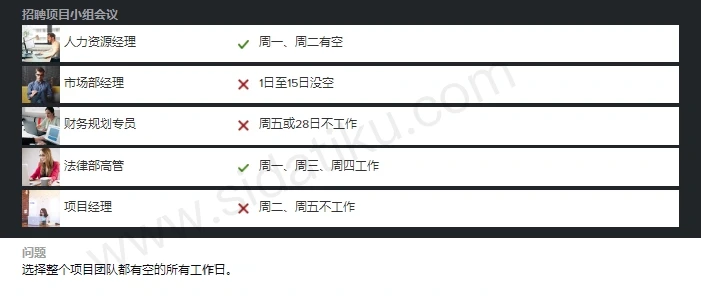 招聘项目小组会议
人力资源经理 周一、周二有空
市场部经理 1日至15日没空
财务规划专员 周五或28日不工作
法律部高管 周一、周三、周四工作
项目经理 周二、周五不工作
问题
选择整个项目团队都有空的所有工作日。
www.sidatiku.com